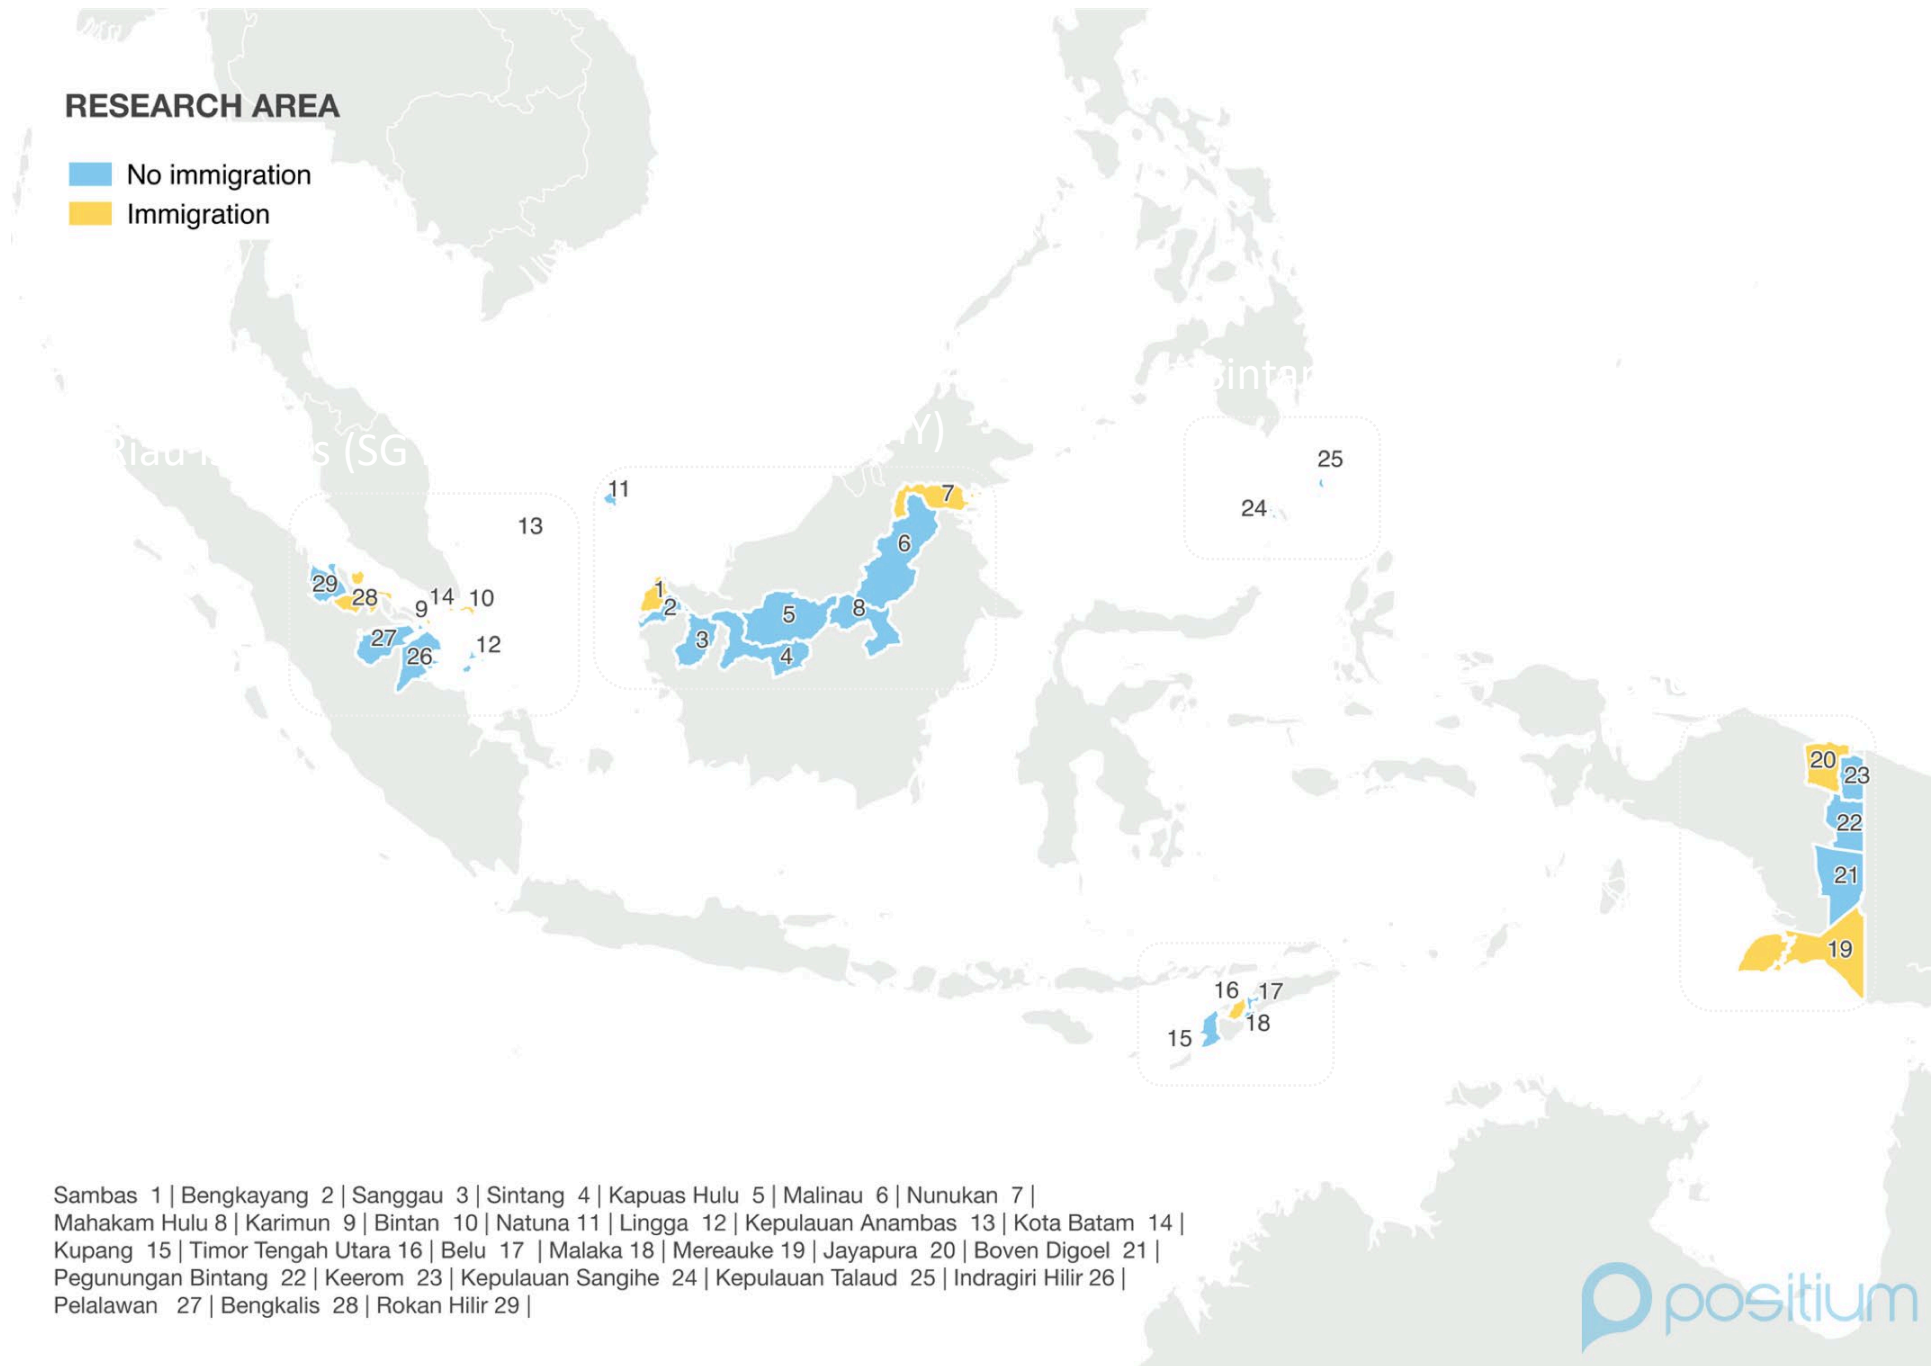 RESEARCH AREA
No immigration
Immigration
(SG
Y)
25
11
7
24
13
6
29
28
1
14
10
9
2
5
8
27
3
12
26
4
20
23
22
21
19
16
17
18
15
Sambas 1 | Bengkayang 2 | Sanggau 3 | Sintang 4 | Kapuas Hulu 5 | Malinau 6 | Nunukan 7 |
Mahakam Hulu 8 | Karimun 9 | Bintan 10 | Natuna 11 | Lingga 12 | Kepulauan Anambas 13 | Kota Batam 14 |
Kupang 15 | Timor Tengah Utara 16 | Belu 17 | Malaka 18 | Mereauke 19 | Jayapura 20 | Boven Digoel 21 |
Pegunungan Bintang 22 | Keerom 23 | Kepulauan Sangihe 24 | Kepulauan Talaud 25 | Indragiri Hilir 26 |
Pelalawan 27 | Bengkalis 28 | Rokan Hilir 29 |
positium